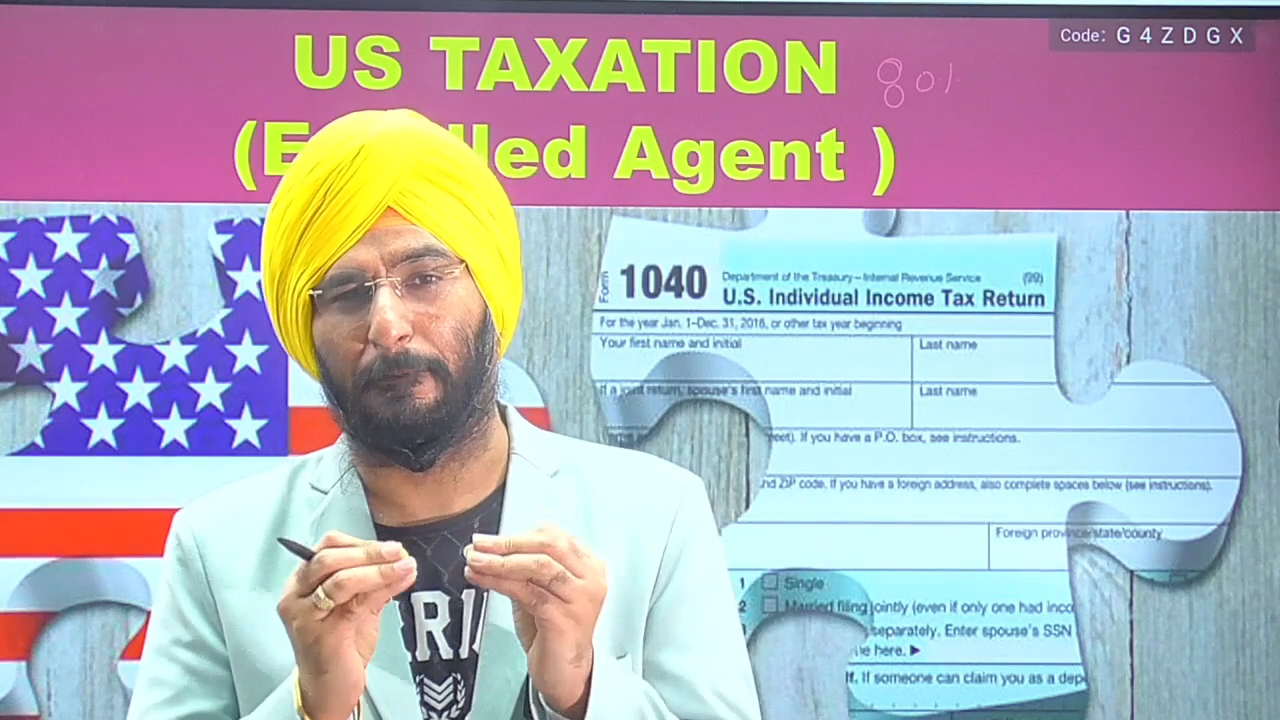 Code: G 4 Z D G X
US TAXATION
80%
(E lled Agent )
Form 1040
Department of the Treasury—Internal Revenue Service (99)
U.S. Individual Income Tax Return
For the year Jan. 1–Dec. 31, 2016, or other tax year beginning
Your first name and initial
Last name
If a joint return, spouse's first name and initial
Last name
If you have a P.O. box, see instructions.
ZIP code. If you have a foreign address, also complete spaces below (see instructions).
Foreign province/state/county
1 Single
2 Married filing jointly (even if only one had inco
separately. Enter spouse's SSN
here. ▶
If someone can claim you as a dep
RI